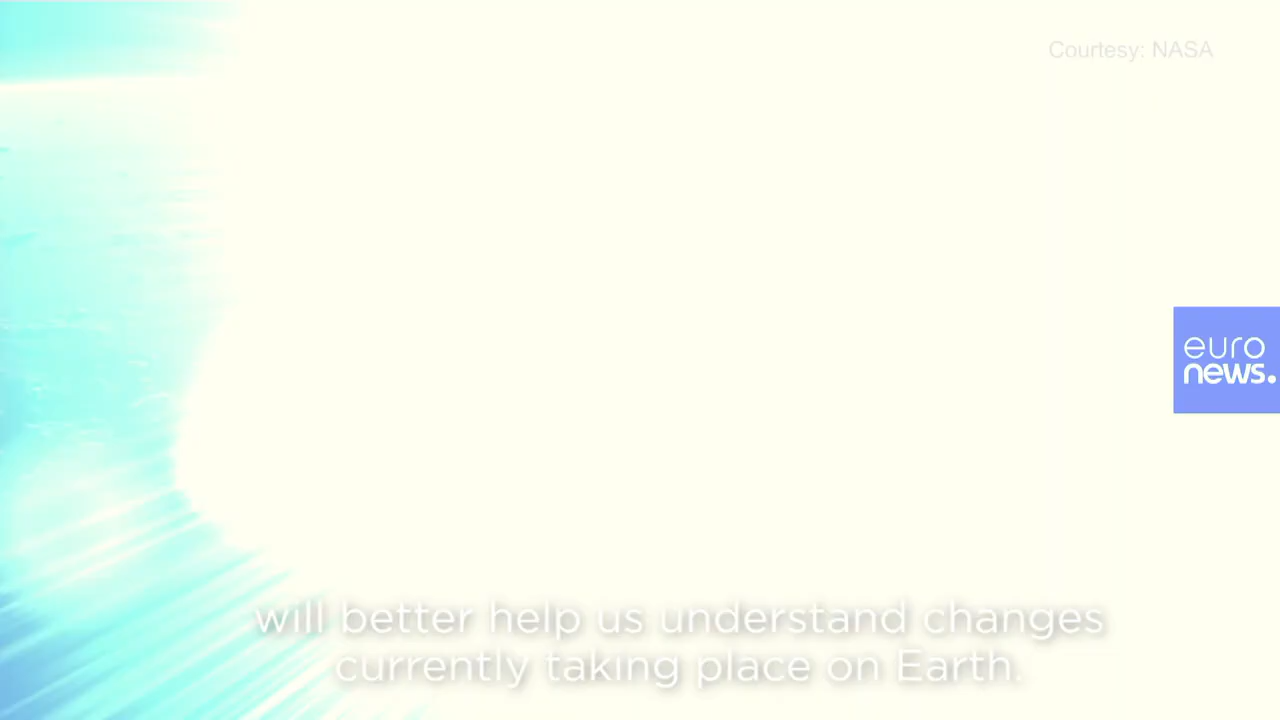 Courtesy: NASA
euro
news.
will better help us understand changes
currently taking place on Earth.